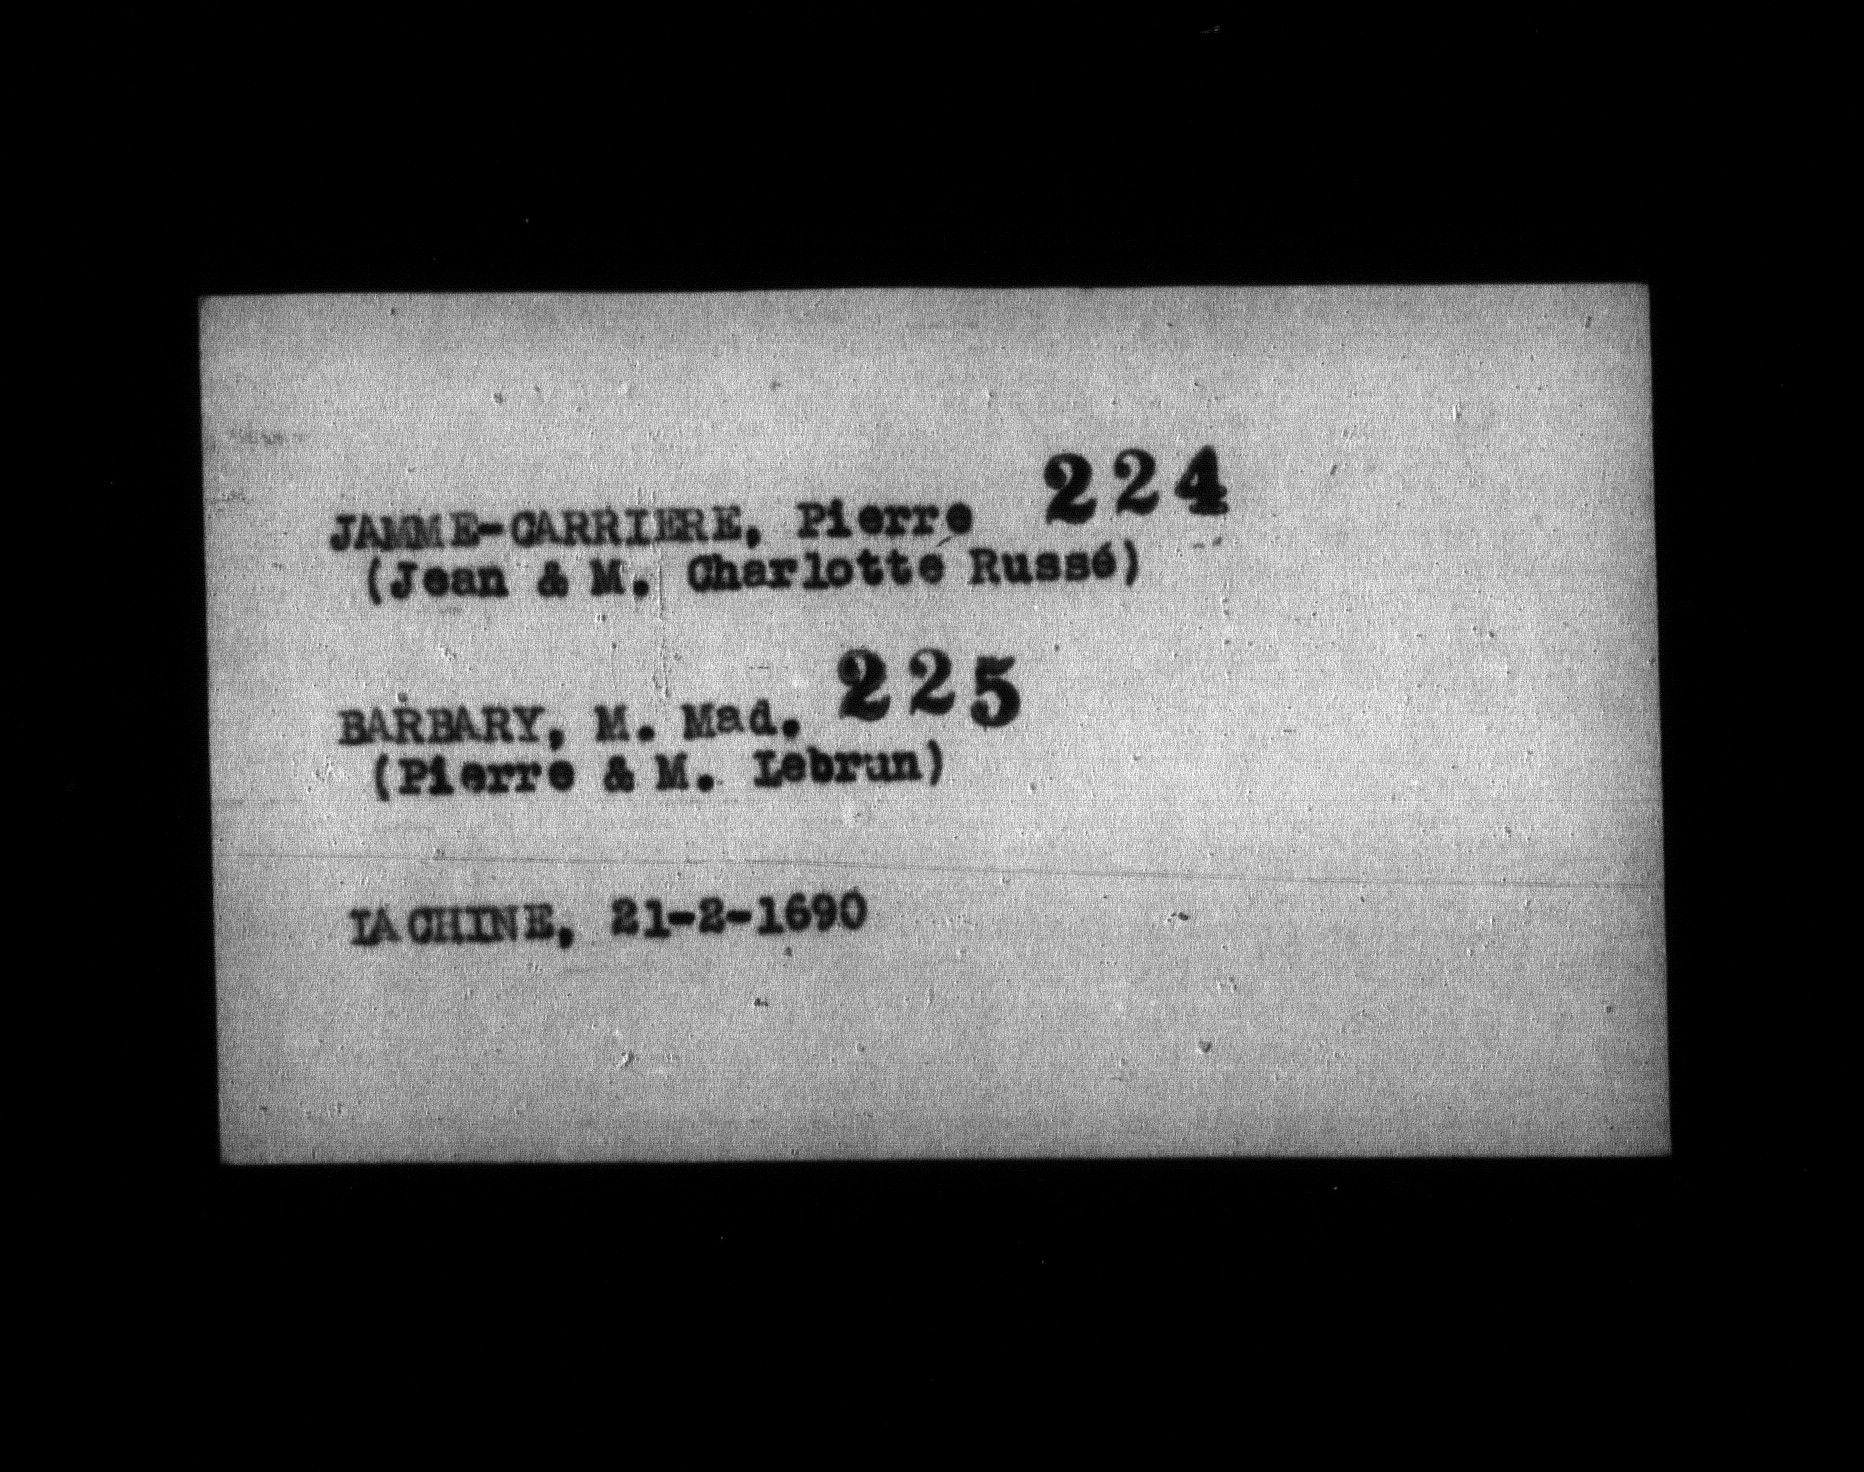 JAMME-CARRIERE, Pierre 224
(Jean & M. Charlotte Russé)
BARBARY, M. Mad. 225
(Pierre & M. Lebrun)
LACHINE, 21-2-1690